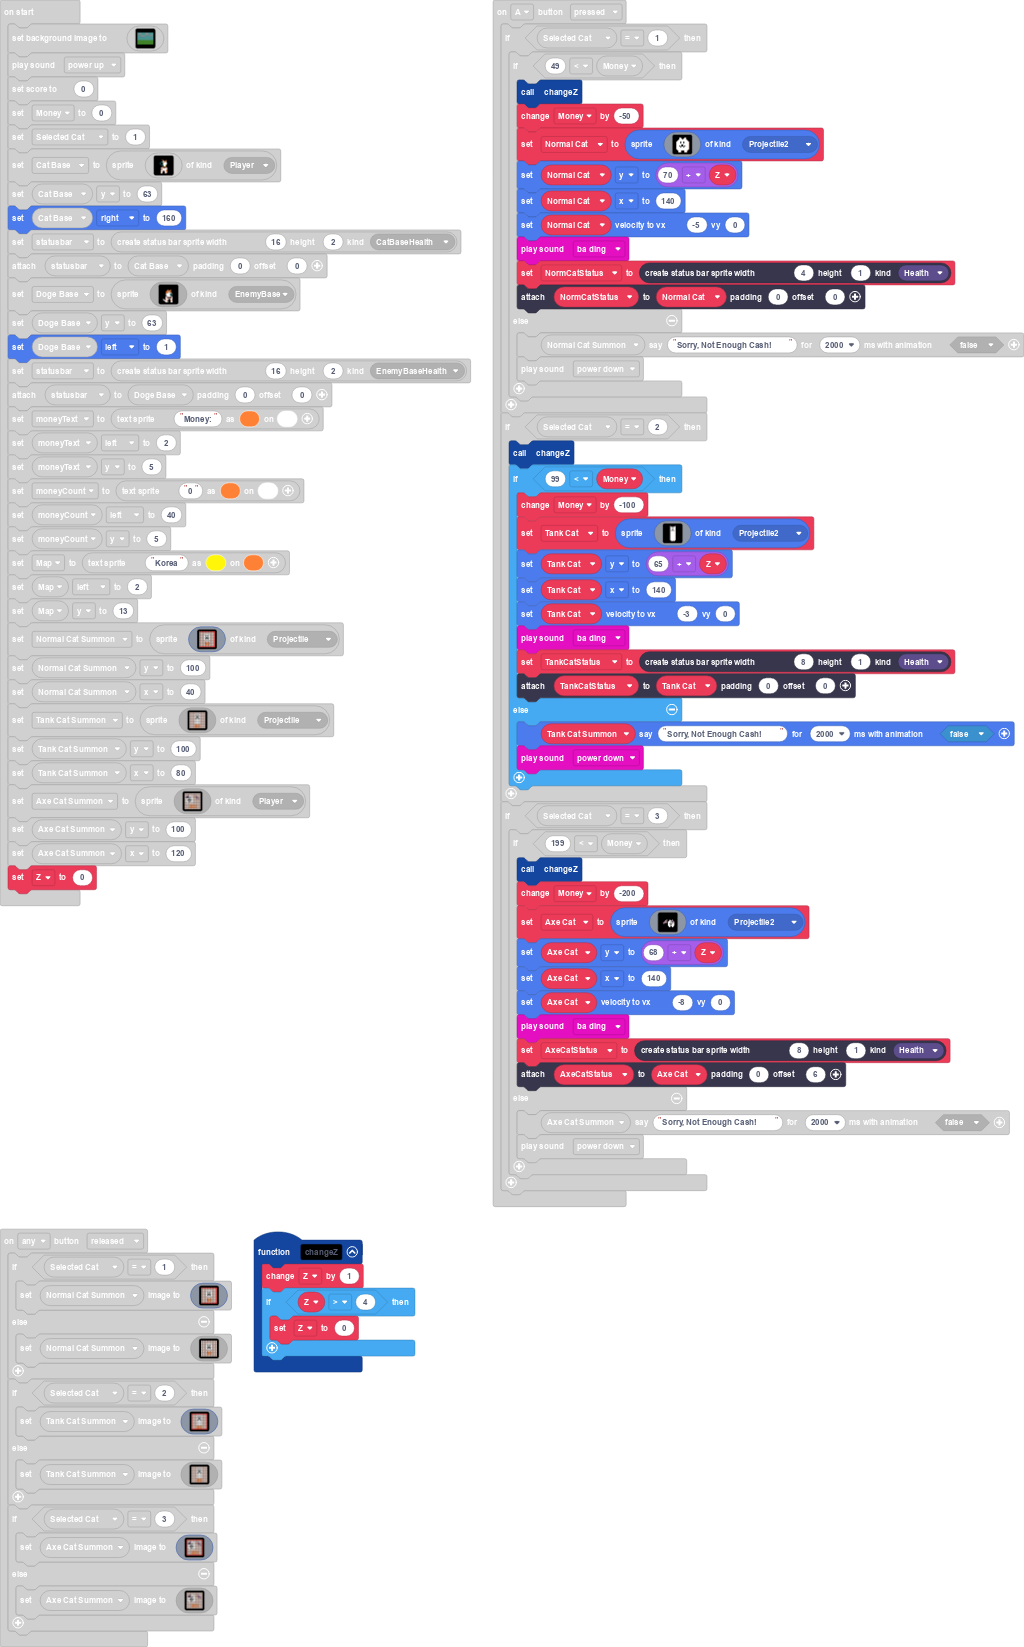 on start
set background image to
play sound power up
set score to 0
set Money to 0
set Selected Cat to 1
set Cat Base to sprite of kind Player
set Cat Base y to 63
set Cat Base right to 160
set statusbar to create status bar sprite width 16 height 2 kind CatBaseHealth
attach statusbar to Cat Base padding 0 offset 0
set Doge Base to sprite of kind EnemyBase
set Doge Base y to 63
set Doge Base left to 1
set statusbar to create status bar sprite width 16 height 2 kind EnemyBaseHealth
attach statusbar to Doge Base padding 0 offset 0
set moneyText to text sprite "Money:" as on
set moneyText left to 2
set moneyText y to 5
set moneyCount to text sprite "0" as on
set moneyCount left to 40
set moneyCount y to 5
set Map to text sprite "Korea" as on
set Map left to 2
set Map y to 13
set Normal Cat Summon to sprite of kind Projectile
set Normal Cat Summon y to 100
set Normal Cat Summon x to 40
set Tank Cat Summon to sprite of kind Projectile
set Tank Cat Summon y to 100
set Tank Cat Summon x to 80
set Axe Cat Summon to sprite of kind Player
set Axe Cat Summon y to 100
set Axe Cat Summon x to 120
set Z to 0
on A button pressed
if Selected Cat = 1 then
if 49 < Money then
call changeZ
change Money by -50
set Normal Cat to sprite of kind Projectile2
set Normal Cat y to 70 + Z
set Normal Cat x to 140
set Normal Cat velocity to vx -5 vy 0
play sound ba ding
set NormCatStatus to create status bar sprite width 4 height 1 kind Health
attach NormCatStatus to Normal Cat padding 0 offset 0
else
Normal Cat Summon say "Sorry, Not Enough Cash!" for 2000 ms with animation false
play sound power down
if Selected Cat = 2 then
call changeZ
if 99 < Money then
change Money by -100
set Tank Cat to sprite of kind Projectile2
set Tank Cat y to 65 + Z
set Tank Cat x to 140
set Tank Cat velocity to vx -3 vy 0
play sound ba ding
set TankCatStatus to create status bar sprite width 8 height 1 kind Health
attach TankCatStatus to Tank Cat padding 0 offset 0
else
Tank Cat Summon say "Sorry, Not Enough Cash!" for 2000 ms with animation false
play sound power down
if Selected Cat = 3 then
if 199 < Money then
call changeZ
change Money by -200
set Axe Cat to sprite of kind Projectile2
set Axe Cat y to 68 + Z
set Axe Cat x to 140
set Axe Cat velocity to vx -8 vy 0
play sound ba ding
set AxeCatStatus to create status bar sprite width 8 height 1 kind Health
attach AxeCatStatus to Axe Cat padding 0 offset 6
else
Axe Cat Summon say "Sorry, Not Enough Cash!" for 2000 ms with animation false
play sound power down
on any button released
if Selected Cat = 1 then
set Normal Cat Summon image to
else
set Normal Cat Summon image to
if Selected Cat = 2 then
set Tank Cat Summon image to
else
set Tank Cat Summon image to
if Selected Cat = 3 then
set Axe Cat Summon image to
else
set Axe Cat Summon image to
function changeZ
change Z by 1
if Z > 4 then
set Z to 0